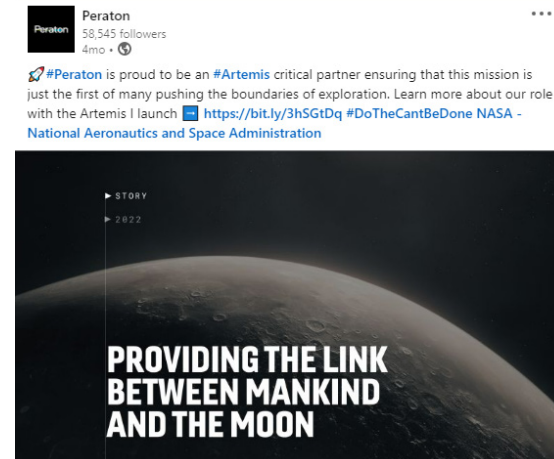 Peraton
Peraton
58,545 followers
4mo •
#Peraton is proud to be an #Artemis critical partner ensuring that this mission is
just the first of many pushing the boundaries of exploration. Learn more about our role
with the Artemis I launch ➡ https://bit.ly/3hSGtDq #DoTheCantBeDone NASA -
National Aeronautics and Space Administration
STORY
2022
PROVIDING THE LINK
BETWEEN MANKIND
AND THE MOON